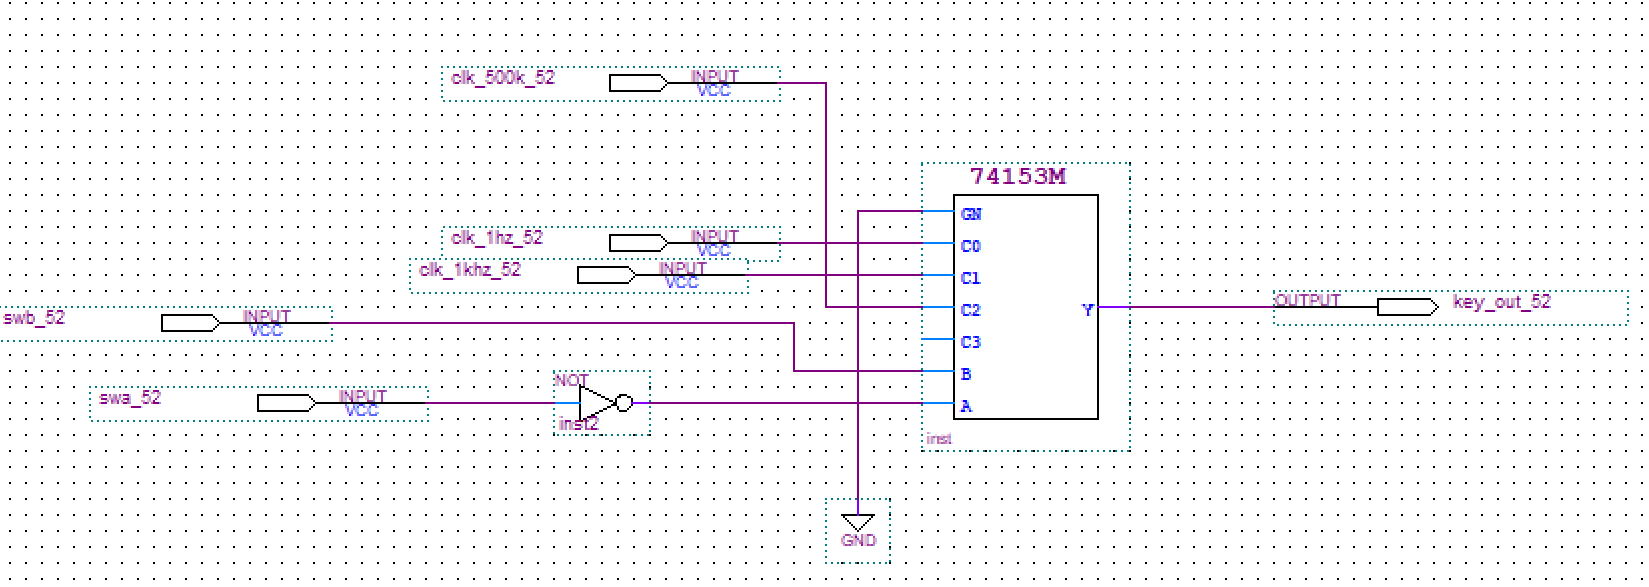 clk_500k_52
INPUT
VCC
74153M
GN
clk_1hz_52
INPUT
VCC
C0
clk_1khz_52
INPUT
VCC
C1
C2
Y
OUTPUT
key_out_52
swb_52
INPUT
VCC
C3
B
NOT
swa_52
INPUT
VCC
A
inst2
inst
GND